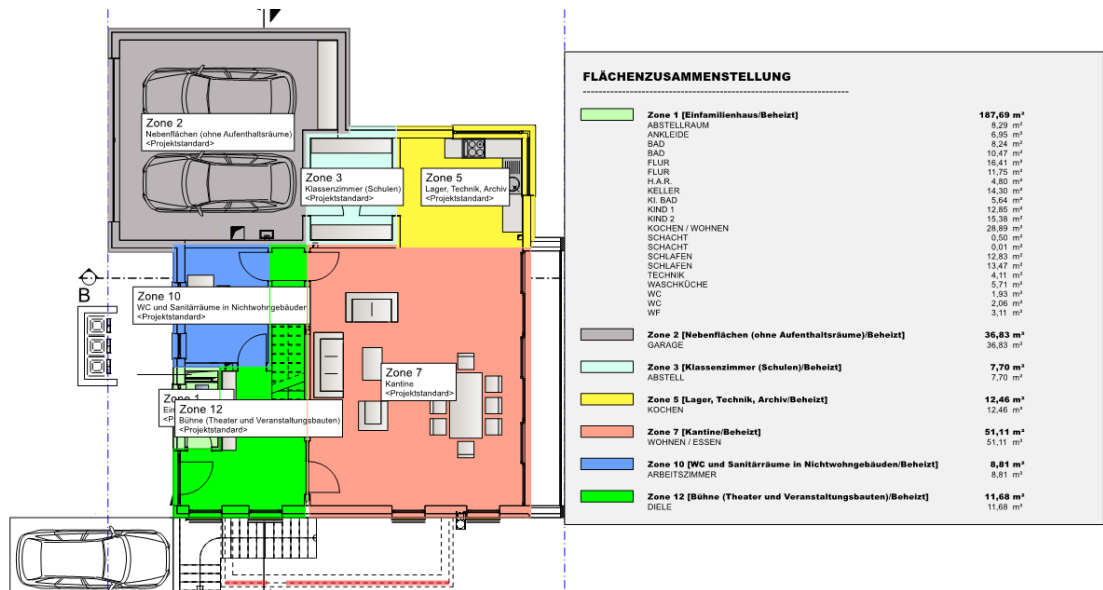 Zone 2
Nebenflächen (ohne Aufenthaltsräume)
<Projektstandard>
Zone 3
Klassenzimmer (Schulen)
<Projektstandard>
Zone 5
Lager, Technik, Archiv
<Projektstandard>
B
Zone 10
WC und Sanitärräume in Nichtwohngebäuden
<Projektstandard>
Zone 7
Kantine
<Projektstandard>
Zone 1
Ein
<P
Zone 12
Bühne (Theater und Veranstaltungsbauten)
<Projektstandard>
FLÄCHENZUSAMMENSTELLUNG
Zone 1 [Einfamilienhaus/Beheizt] 187,69 m²
ABSTELLRAUM 8,29 m²
ANKLEIDE 6,95 m²
BAD 8,24 m²
BAD 10,47 m²
FLUR 16,41 m²
FLUR 11,75 m²
H.A.R. 4,80 m²
KELLER 14,30 m²
KI. BAD 5,64 m²
KIND 1 12,85 m²
KIND 2 15,38 m²
KOCHEN / WOHNEN 28,89 m²
SCHACHT 0,50 m²
SCHACHT 0,01 m²
SCHLAFEN 12,83 m²
SCHLAFEN 13,47 m²
TECHNIK 4,11 m²
WASCHKÜCHE 5,71 m²
WC 1,93 m²
WC 2,06 m²
WF 3,11 m²
Zone 2 [Nebenflächen (ohne Aufenthaltsräume)/Beheizt] 36,83 m²
GARAGE 36,83 m²
Zone 3 [Klassenzimmer (Schulen)/Beheizt] 7,70 m²
ABSTELL 7,70 m²
Zone 5 [Lager, Technik, Archiv/Beheizt] 12,46 m²
KOCHEN 12,46 m²
Zone 7 [Kantine/Beheizt] 51,11 m²
WOHNEN / ESSEN 51,11 m²
Zone 10 [WC und Sanitärräume in Nichtwohngebäuden/Beheizt] 8,81 m²
ARBEITSZIMMER 8,81 m²
Zone 12 [Bühne (Theater und Veranstaltungsbauten)/Beheizt] 11,68 m²
DIELE 11,68 m²